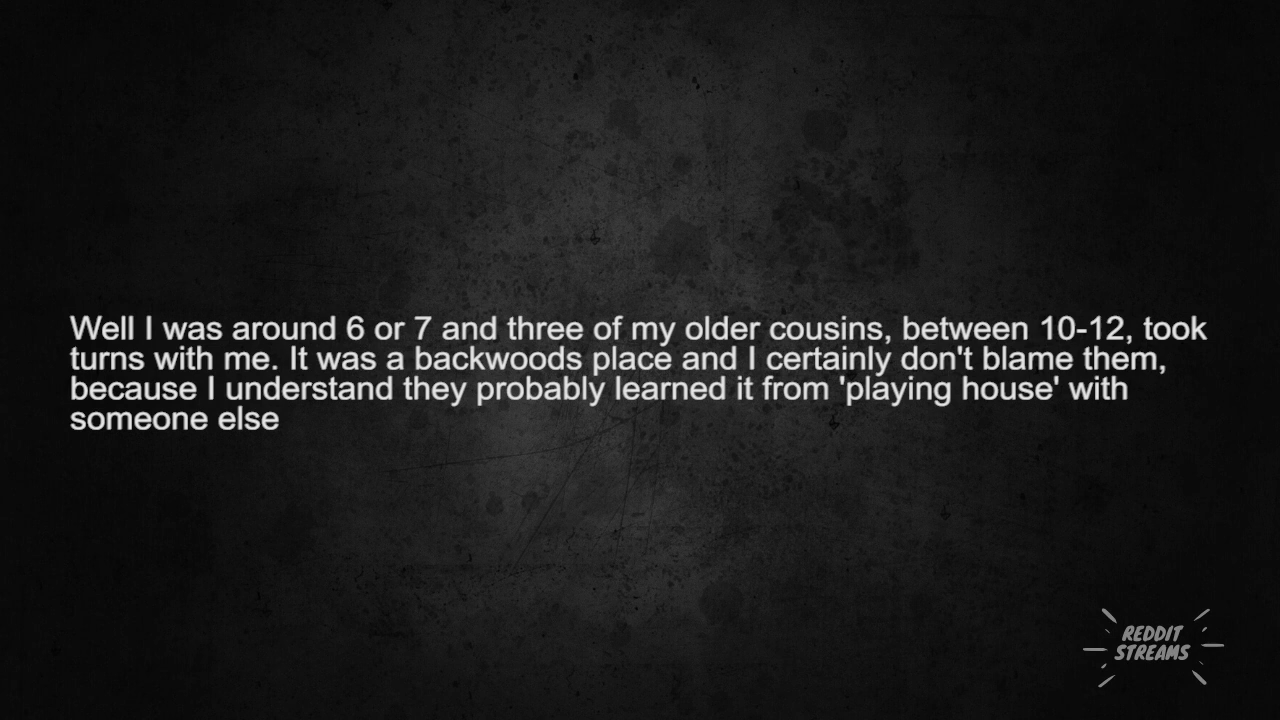 Well I was around 6 or 7 and three of my older cousins, between 10-12, took
turns with me. It was a backwoods place and I certainly don't blame them,
because I understand they probably learned it from 'playing house' with
someone else
REDDIT
STREAMS